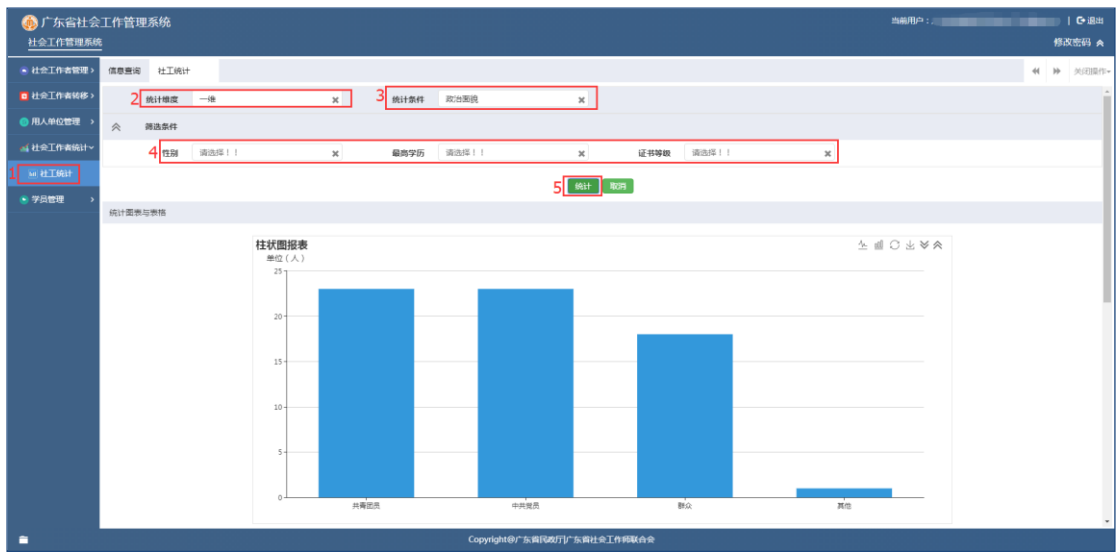 广东省社会工作管理系统
当前用户：
退出
社会工作管理系统
修改密码
社会工作者管理
信息查询 社工统计
关闭操作
社会工作者转移
2 统计维度 一维
3 统计条件 政治面貌
用人单位管理
筛选条件
社会工作者统计
4 性别 请选择！！ 最高学历 请选择！！ 证书等级 请选择！！
1 社工统计
5 统计 取消
学员管理
统计图表与表格
柱状图报表
单位（人）
25
20
15
10
5
0
共青团员 中共党员 群众 其他
Copyright@广东省民政厅|广东省社会工作师联合会